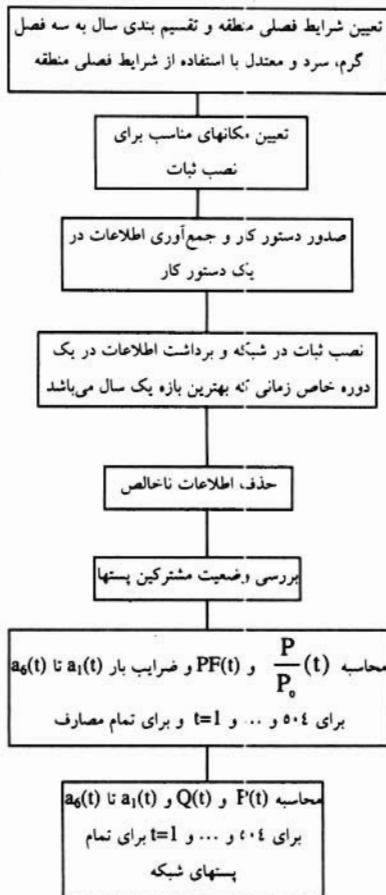 تعیین شرایط فصلی منطقه و تقسیم بندی سال به سه فصل
گرم، سرد و معتدل با استفاده از شرایط فصلی منطقه
تعیین مکانهای مناسب برای
نصب ثبات
صدور دستور کار و جمع‌آوری اطلاعات در
یک دستور کار
نصب ثبات در شبکه و برداشت اطلاعات در یک
دوره خاص زمانی که بهترین بازه یک سال می‌باشد
حذف اطلاعات ناخالص
بررسی وضعیت مشترکین پستها
محاسبه P/P₀(t) و PF(t) و ضرایب بار a₁(t) تا a₆(t)
برای ۵۰۴ و ... و t=1 و برای تمام مصارف
محاسبه P(t) و Q(t) و a₁(t) تا a₆(t)
برای ۵۰۴ و ... و t=1 برای تمام
پستهای شبکه